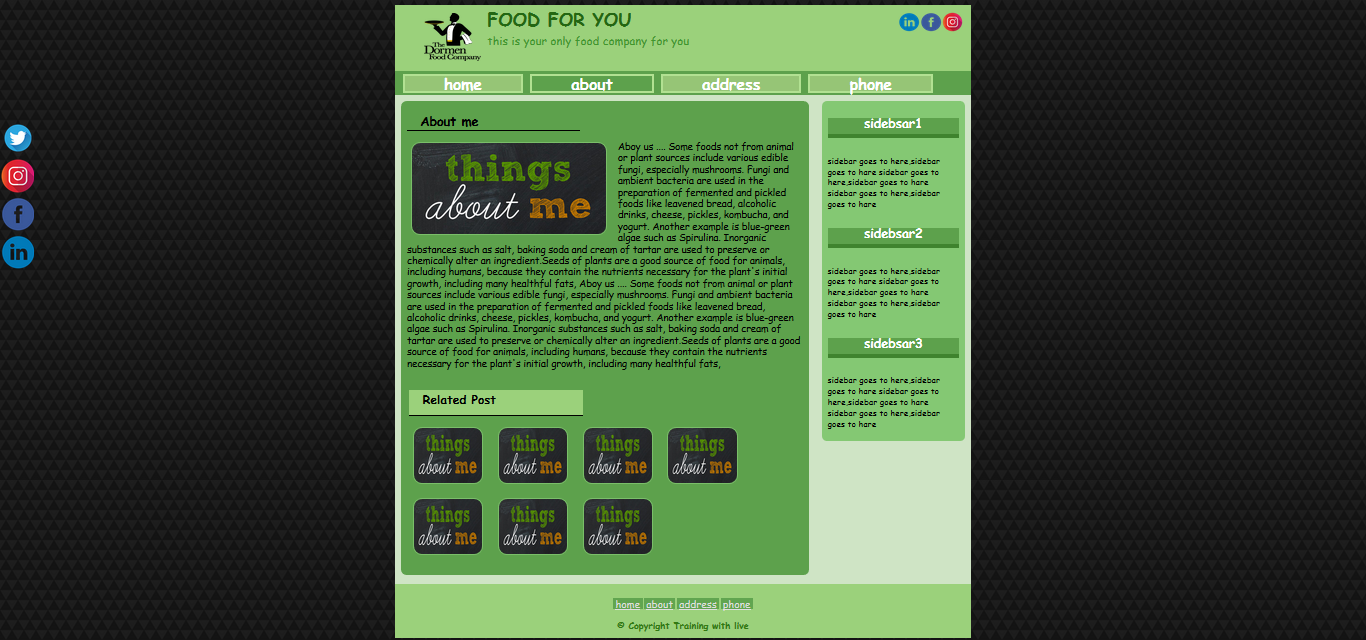 FOOD FOR YOU
this is your only food company for you
The
Dormen
Food Company
home about address phone
About me
things
about me
Aboy us .... Some foods not from animal
or plant sources include various edible
fungi, especially mushrooms. Fungi and
ambient bacteria are used in the
preparation of fermented and pickled
foods like leavened bread, alcoholic
drinks, cheese, pickles, kombucha, and
yogurt. Another example is blue-green
algae such as Spirulina. Inorganic
substances such as salt, baking soda and cream of tartar are used to preserve or
chemically alter an ingredient.Seeds of plants are a good source of food for animals,
including humans, because they contain the nutrients necessary for the plant`s initial
growth, including many healthful fats, Aboy us .... Some foods not from animal or plant
sources include various edible fungi, especially mushrooms. Fungi and ambient bacteria
are used in the preparation of fermented and pickled foods like leavened bread,
alcoholic drinks, cheese, pickles, kombucha, and yogurt. Another example is blue-green
algae such as Spirulina. Inorganic substances such as salt, baking soda and cream of
tartar are used to preserve or chemically alter an ingredient.Seeds of plants are a good
source of food for animals, including humans, because they contain the nutrients
necessary for the plant`s initial growth, including many healthful fats,
Related Post
things things things things
about me about me about me about me
things things things
about me about me about me
sidebsar1
sidebar goes to here,sidebar
goes to hare sidebar goes to
here,sidebar goes to hare
sidebar goes to here,sidebar
goes to hare
sidebsar2
sidebar goes to here,sidebar
goes to hare sidebar goes to
here,sidebar goes to hare
sidebar goes to here,sidebar
goes to hare
sidebsar3
sidebar goes to here,sidebar
goes to hare sidebar goes to
here,sidebar goes to hare
sidebar goes to here,sidebar
goes to hare
home about address phone
© Copyright Training with live